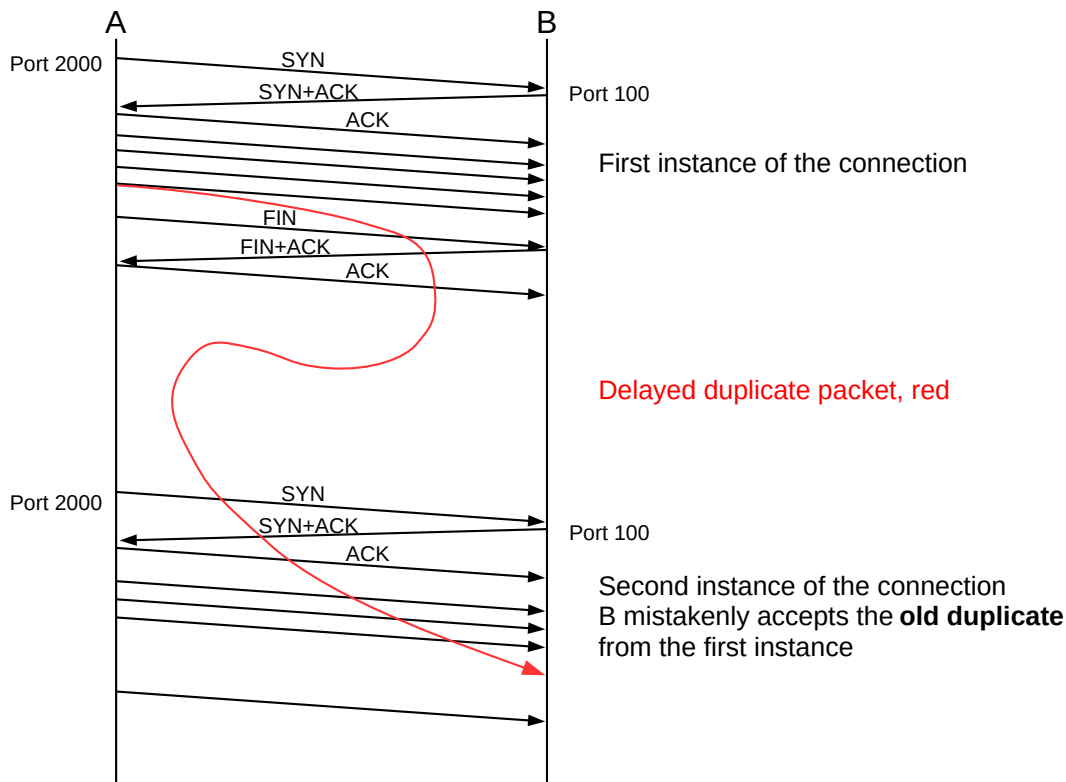 A
B
Port 2000
SYN
SYN+ACK
Port 100
ACK
First instance of the connection
FIN
FIN+ACK
ACK
Delayed duplicate packet, red
Port 2000
SYN
SYN+ACK
Port 100
ACK
Second instance of the connection
B mistakenly accepts the old duplicate
from the first instance